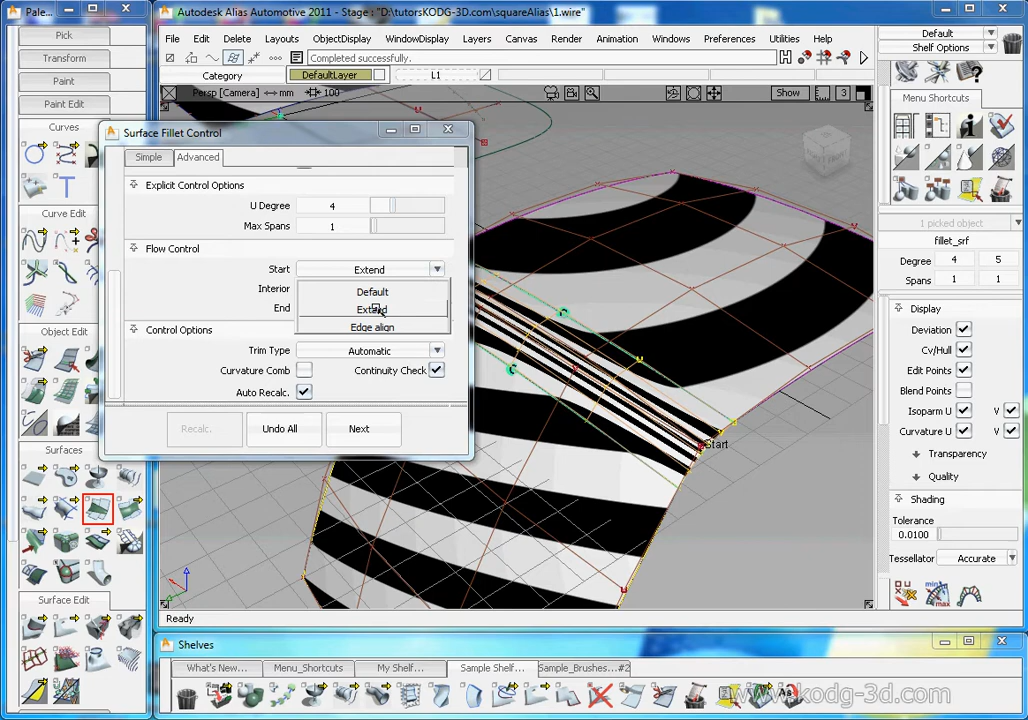 Pale...
Autodesk Alias Automotive 2011 - Stage : "D:\tutorsKODG-3D.com\squareAlias\1.wire"
Pick
Transform
Paint
Paint Edit
Curves
Curve Edit
Object Edit
Surfaces
Surface Edit
File Edit Delete Layouts ObjectDisplay WindowDisplay Layers Canvas Render Animation Windows Preferences Utilities Help
Completed successfully.
Category DefaultLayer L1
Persp [Camera] mm 100 Show 3
Surface Fillet Control
Simple Advanced
Explicit Control Options
U Degree 4
Max Spans 1
Flow Control
Start Extend
Interior
End
Default
Extend
Edge align
Control Options
Trim Type Automatic
Curvature Comb Continuity Check
Auto Recalc.
Recalc. Undo All Next
C
C
Start
Ready
Default
Shelf Options
Menu Shortcuts
1 picked object
fillet_srf
Degree 4 5
Spans 1 1
Display
Deviation
Cv/Hull
Edit Points
Blend Points
Isoparm U V
Curvature U V
Transparency
Quality
Shading
Tolerance
0.0100
Tessellator Accurate
Shelves
What's New... Menu_Shortcuts My Shelf... Sample Shelf... Sample_Brushes...#2
www.kodg-3d.com